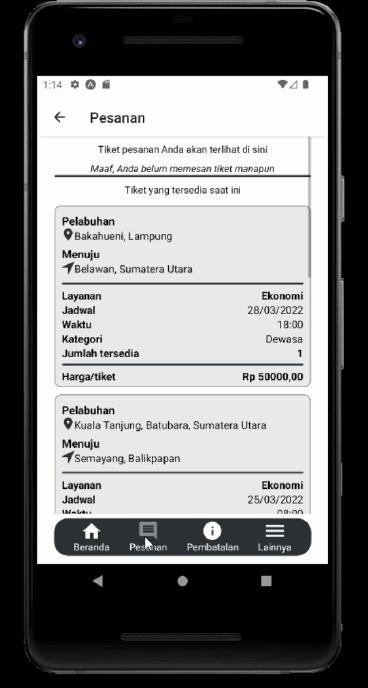 1:14
Pesanan
Tiket pesanan Anda akan terlihat di sini
Maaf, Anda belum memesan tiket manapun
Tiket yang tersedia saat ini
Pelabuhan
Bakahueni, Lampung
Menuju
Belawan, Sumatera Utara
Layanan Ekonomi
Jadwal 28/03/2022
Waktu 18:00
Kategori Dewasa
Jumlah tersedia 1
Harga/tiket Rp 50000,00
Pelabuhan
Kuala Tanjung, Batubara, Sumatera Utara
Menuju
Semayang, Balikpapan
Layanan Ekonomi
Jadwal 25/03/2022
Waktu 08:00
Beranda Pesanan Pembatalan Lainnya